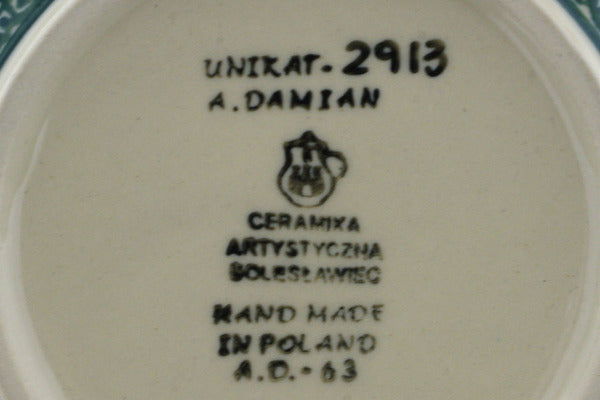 UNIKAT- 2913
A. DAMIAN
CERAMIKA
ARTYSTYCZNA
BOLESŁAWIEC
HAND MADE
IN POLAND
A.D.-63